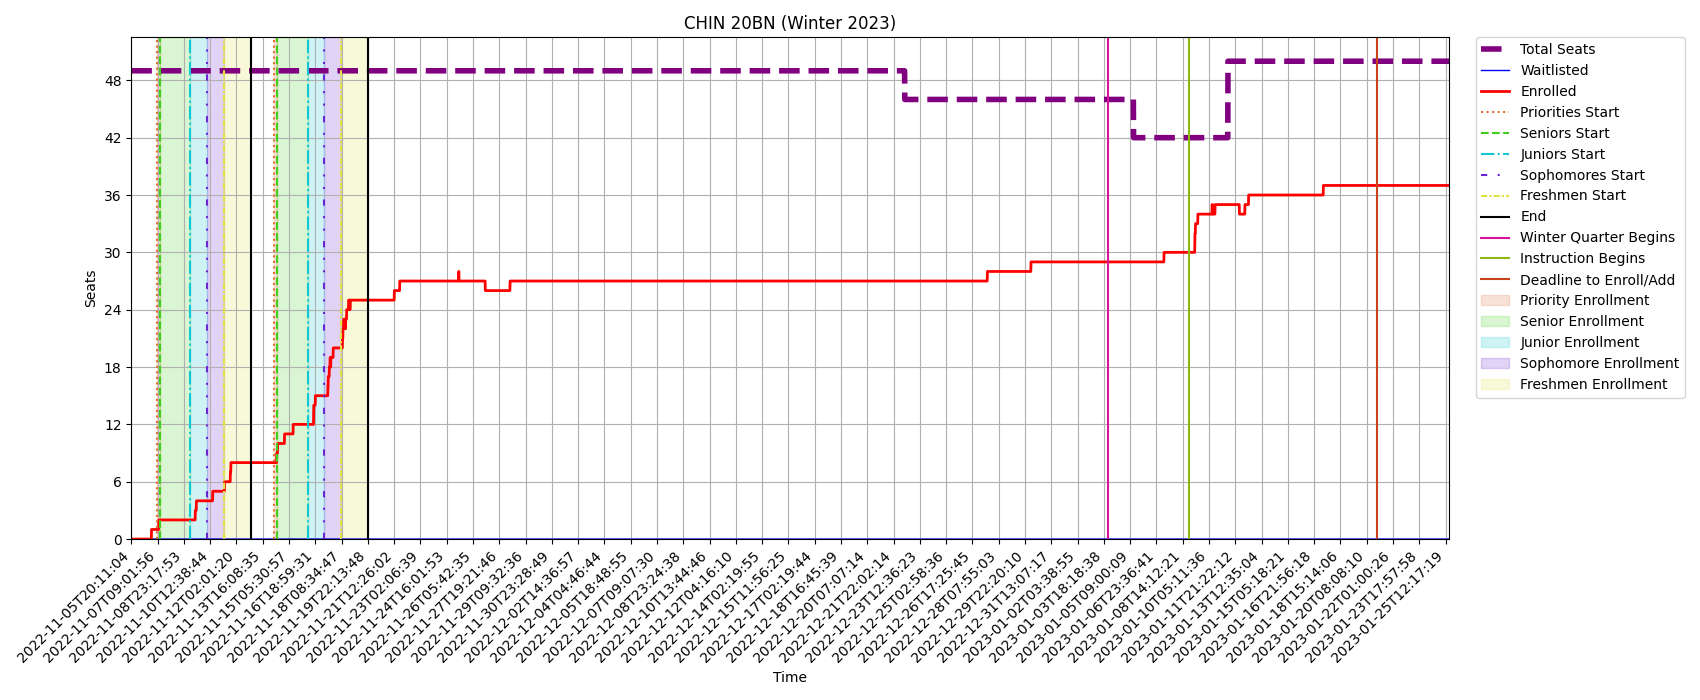 CHIN 20BN (Winter 2023)
Seats
48
42
36
30
24
18
12
6
0
2022-11-05T20:11:04
2022-11-07T09:01:56
2022-11-08T23:17:53
2022-11-10T12:38:44
2022-11-12T02:01:20
2022-11-13T16:08:35
2022-11-15T05:30:57
2022-11-16T18:59:31
2022-11-18T08:34:47
2022-11-19T22:13:48
2022-11-21T12:26:02
2022-11-23T02:06:39
2022-11-24T16:01:53
2022-11-26T05:42:35
2022-11-27T19:21:46
2022-11-29T09:32:36
2022-11-30T23:28:49
2022-12-02T14:36:57
2022-12-04T04:46:44
2022-12-05T18:48:55
2022-12-07T09:07:30
2022-12-08T23:24:38
2022-12-10T13:44:46
2022-12-12T04:16:10
2022-12-14T02:19:55
2022-12-15T11:56:25
2022-12-17T02:19:44
2022-12-18T16:45:39
2022-12-20T07:07:14
2022-12-21T22:02:14
2022-12-23T12:36:23
2022-12-25T02:58:36
2022-12-26T17:25:45
2022-12-28T07:55:03
2022-12-29T22:20:10
2022-12-31T13:07:17
2023-01-02T03:38:55
2023-01-03T18:18:38
2023-01-05T09:00:09
2023-01-06T23:36:41
2023-01-08T14:12:21
2023-01-10T05:11:36
2023-01-11T21:22:12
2023-01-13T12:35:04
2023-01-15T05:18:21
2023-01-16T21:56:18
2023-01-18T15:14:06
2023-01-20T08:08:10
2023-01-22T01:00:26
2023-01-23T17:57:58
2023-01-25T12:17:19
Time
Total Seats
Waitlisted
Enrolled
Priorities Start
Seniors Start
Juniors Start
Sophomores Start
Freshmen Start
End
Winter Quarter Begins
Instruction Begins
Deadline to Enroll/Add
Priority Enrollment
Senior Enrollment
Junior Enrollment
Sophomore Enrollment
Freshmen Enrollment